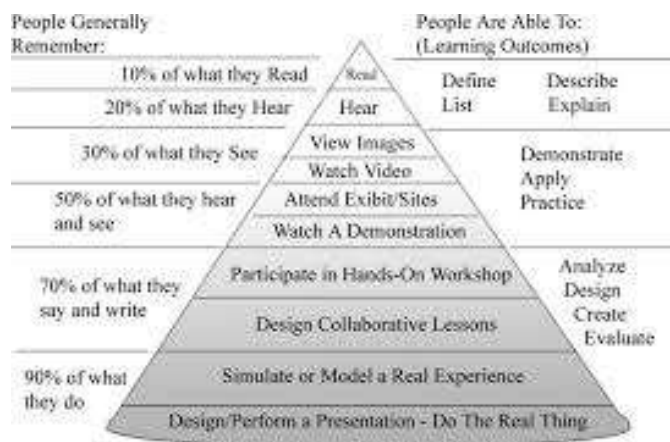 People Generally
Remember:
People Are Able To:
(Learning Outcomes)
10% of what they Read
Read
Define
Describe
List
Explain
20% of what they Hear
Hear
30% of what they See
View Images
Watch Video
Demonstrate
Apply
Practice
50% of what they hear
and see
Attend Exibit/Sites
Watch A Demonstration
70% of what they
say and write
Participate in Hands-On Workshop
Design Collaborative Lessons
Analyze
Design
Create
Evaluate
90% of what
they do
Simulate or Model a Real Experience
Design/Perform a Presentation - Do The Real Thing